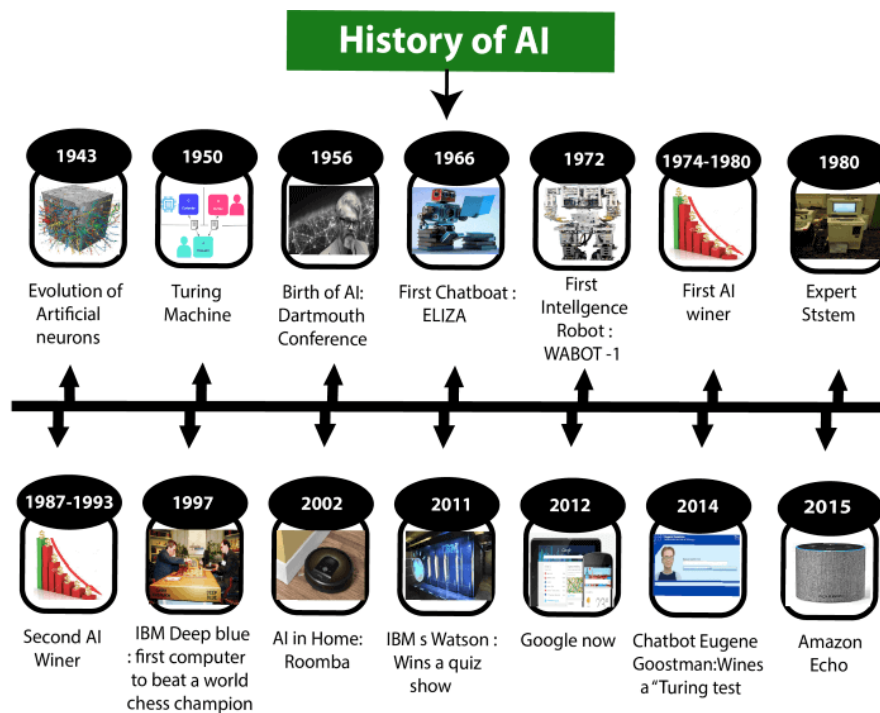 History of AI
1943
1950
1956
1966
1972
1974-1980
1980
Evolution of
Artificial
neurons
Turing
Machine
Birth of AI:
Dartmouth
Conference
First Chatboat :
ELIZA
First
Intellgence
Robot :
WABOT -1
First AI
winer
Expert
Ststem
1987-1993
1997
2002
2011
2012
2014
2015
Second AI
Winer
IBM Deep blue
: first computer
to beat a world
chess champion
AI in Home:
Roomba
IBM s Watson :
Wins a quiz
show
Google now
Chatbot Eugene
Goostman:Wines
a "Turing test
Amazon
Echo